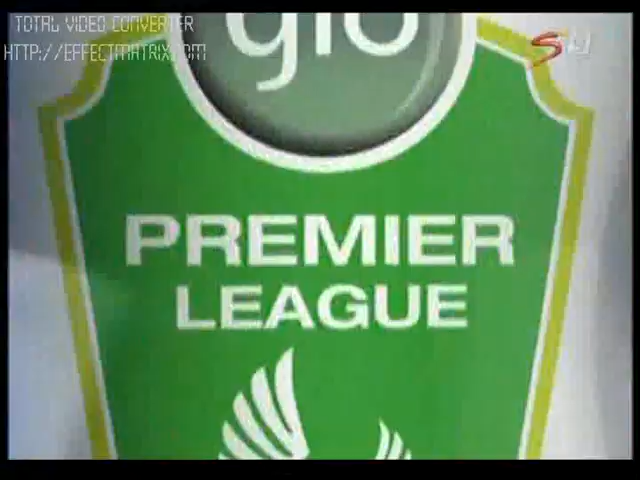 TOTAL VIDEO CONVERTER
HTTP://EFFECTMATRIX.COM
glo
PREMIER
LEAGUE